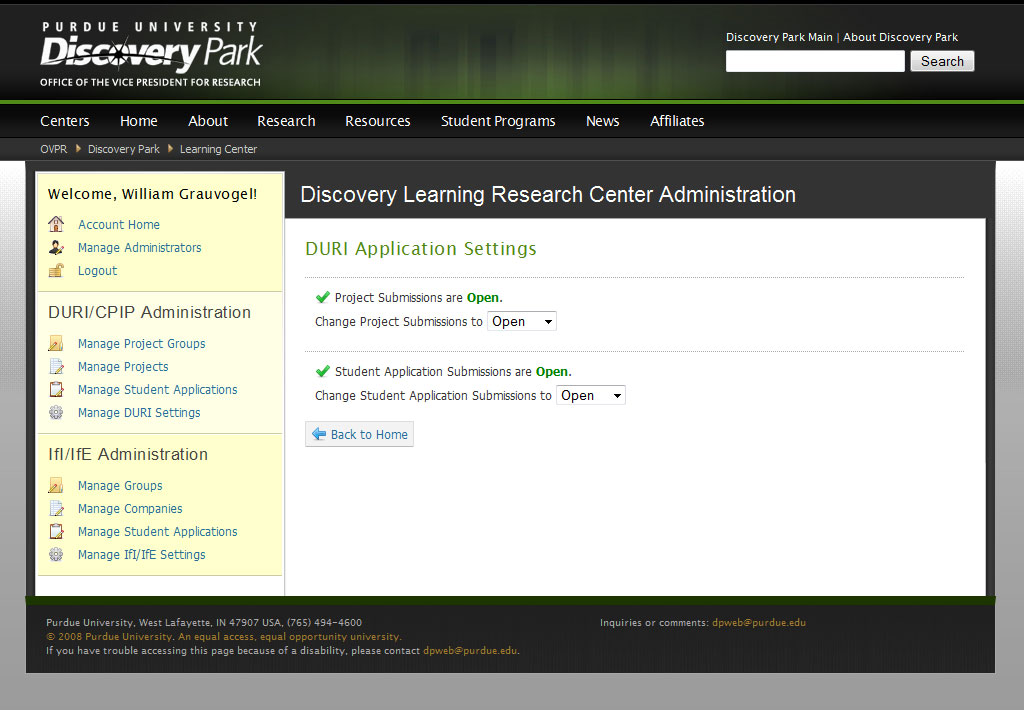 PURDUE UNIVERSITY
Discovery Park
OFFICE OF THE VICE PRESIDENT FOR RESEARCH
Discovery Park Main | About Discovery Park
Search
Centers Home About Research Resources Student Programs News Affiliates
OVPR Discovery Park Learning Center
Welcome, William Grauvogel!
Account Home
Manage Administrators
Logout
DURI/CPIP Administration
Manage Project Groups
Manage Projects
Manage Student Applications
Manage DURI Settings
IfI/IfE Administration
Manage Groups
Manage Companies
Manage Student Applications
Manage IfI/IfE Settings
Discovery Learning Research Center Administration
DURI Application Settings
Project Submissions are Open.
Change Project Submissions to Open
Student Application Submissions are Open.
Change Student Application Submissions to Open
Back to Home
Purdue University, West Lafayette, IN 47907 USA, (765) 494-4600
© 2008 Purdue University. An equal access, equal opportunity university.
If you have trouble accessing this page because of a disability, please contact dpweb@purdue.edu.
Inquiries or comments: dpweb@purdue.edu